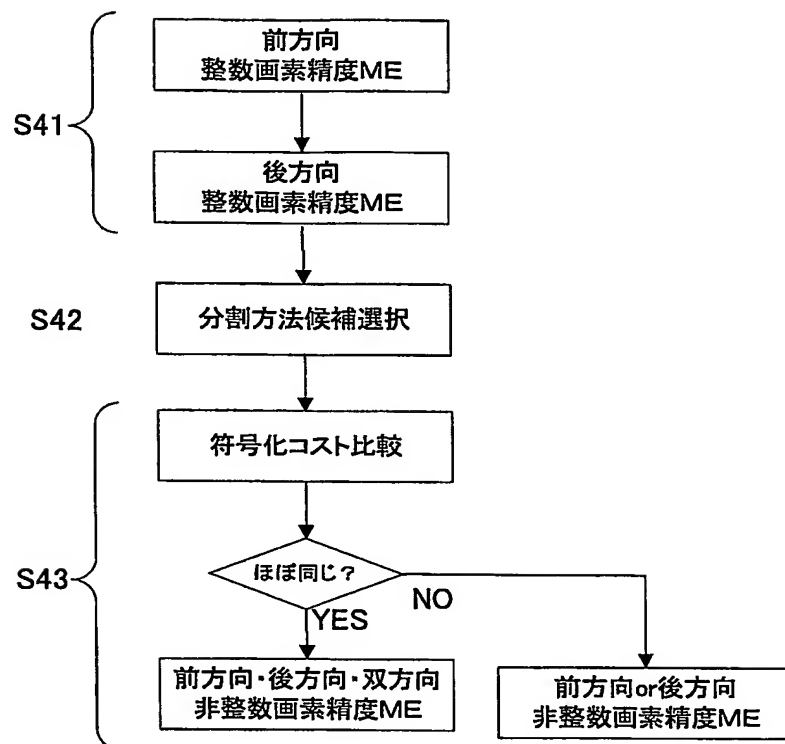 前方向
整数画素精度ME
S41
後方向
整数画素精度ME
S42
分割方法候補選択
符号化コスト比較
S43
ほぼ同じ?
NO
YES
前方向・後方向・双方向
非整数画素精度ME
前方向or後方向
非整数画素精度ME